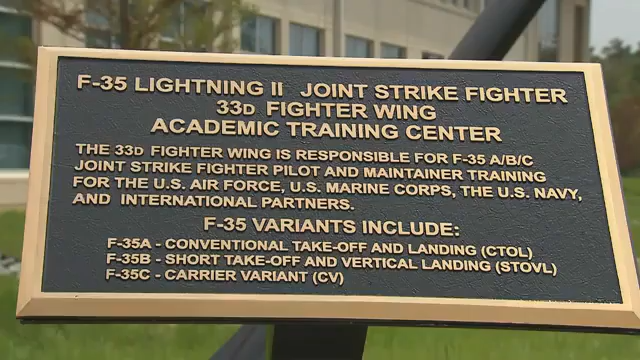 F-35 LIGHTNING II JOINT STRIKE FIGHTER
33D FIGHTER WING
ACADEMIC TRAINING CENTER
THE 33D FIGHTER WING IS RESPONSIBLE FOR F-35 A/B/C
JOINT STRIKE FIGHTER PILOT AND MAINTAINER TRAINING
FOR THE U.S. AIR FORCE, U.S. MARINE CORPS, THE U.S. NAVY,
AND INTERNATIONAL PARTNERS.
F-35 VARIANTS INCLUDE:
F-35A - CONVENTIONAL TAKE-OFF AND LANDING (CTOL)
F-35B - SHORT TAKE-OFF AND VERTICAL LANDING (STOVL)
F-35C - CARRIER VARIANT (CV)